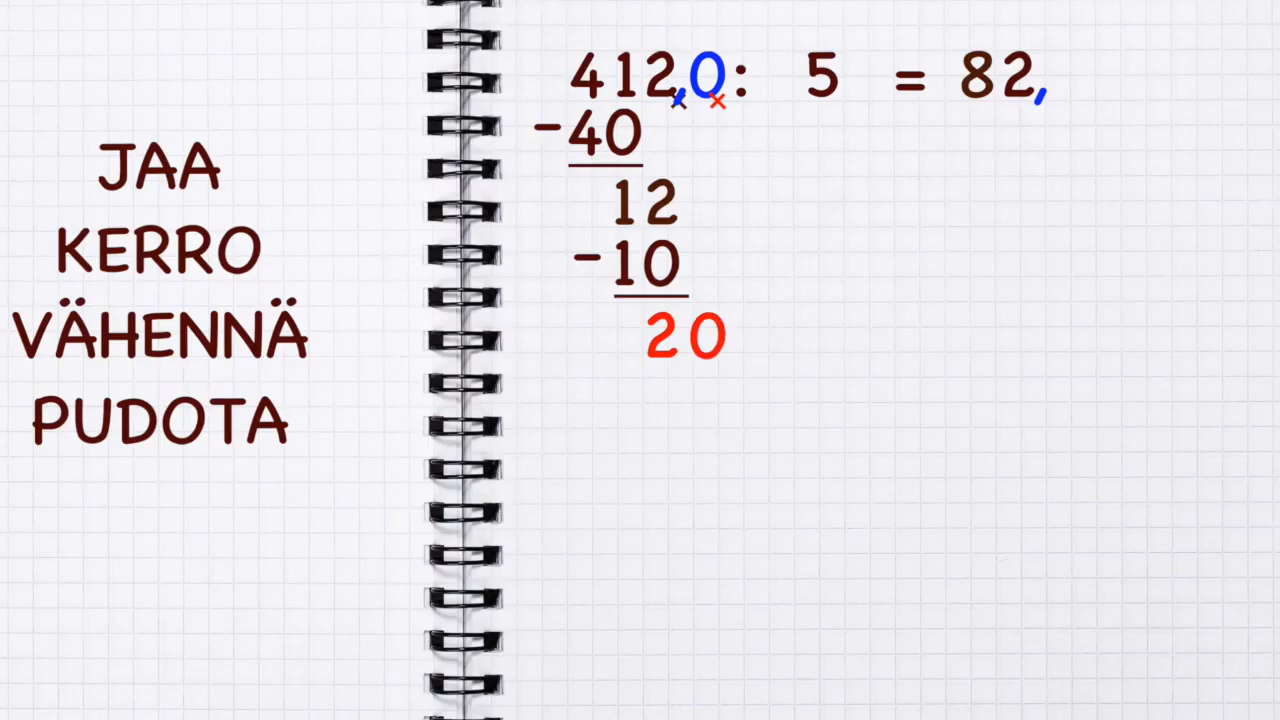 JAA
KERRO
VÄHENNÄ
PUDOTA
412,0: 5 = 82,
-40
12
-10
20